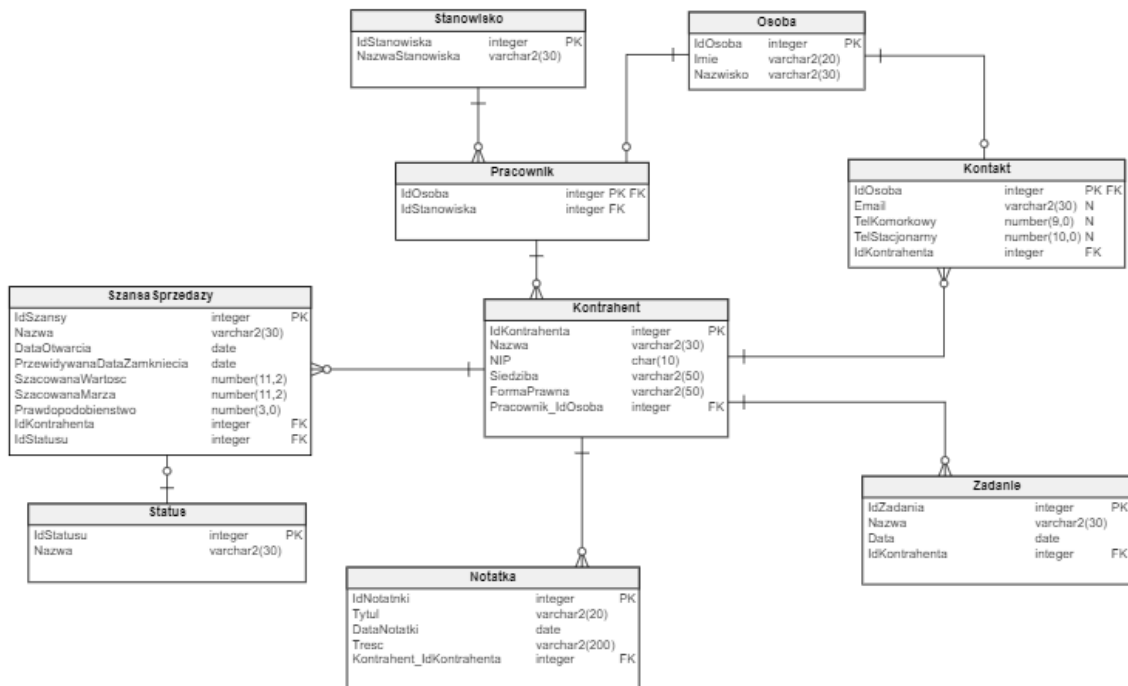 Stanowisko
IdStanowiska integer PK
NazwaStanowiska varchar2(30)
Osoba
IdOsoba integer PK
Imie varchar2(20)
Nazwisko varchar2(30)
Pracownik
IdOsoba integer PK FK
IdStanowiska integer FK
Kontakt
IdOsoba integer PK FK
Email varchar2(30) N
TelKomorkowy number(9,0) N
TelStacjonarny number(10,0) N
IdKontrahenta integer FK
SzansaSprzedazy
IdSzansy integer PK
Nazwa varchar2(30)
DataOtwarcia date
PrzewidywanaDataZamkniecia date
SzacowanaWartosc number(11,2)
SzacowanaMarza number(11,2)
Prawdopodobienstwo number(3,0)
IdKontrahenta integer FK
IdStatusu integer FK
Kontrahent
IdKontrahenta integer PK
Nazwa varchar2(30)
NIP char(10)
Siedziba varchar2(50)
FormaPrawna varchar2(50)
Pracownik_IdOsoba integer FK
Status
IdStatusu integer PK
Nazwa varchar2(30)
Zadanie
IdZadania integer PK
Nazwa varchar2(30)
Data date
IdKontrahenta integer FK
Notatka
IdNotatnki integer PK
Tytul varchar2(20)
DataNotatki date
Tresc varchar2(200)
Kontrahent_IdKontrahenta integer FK